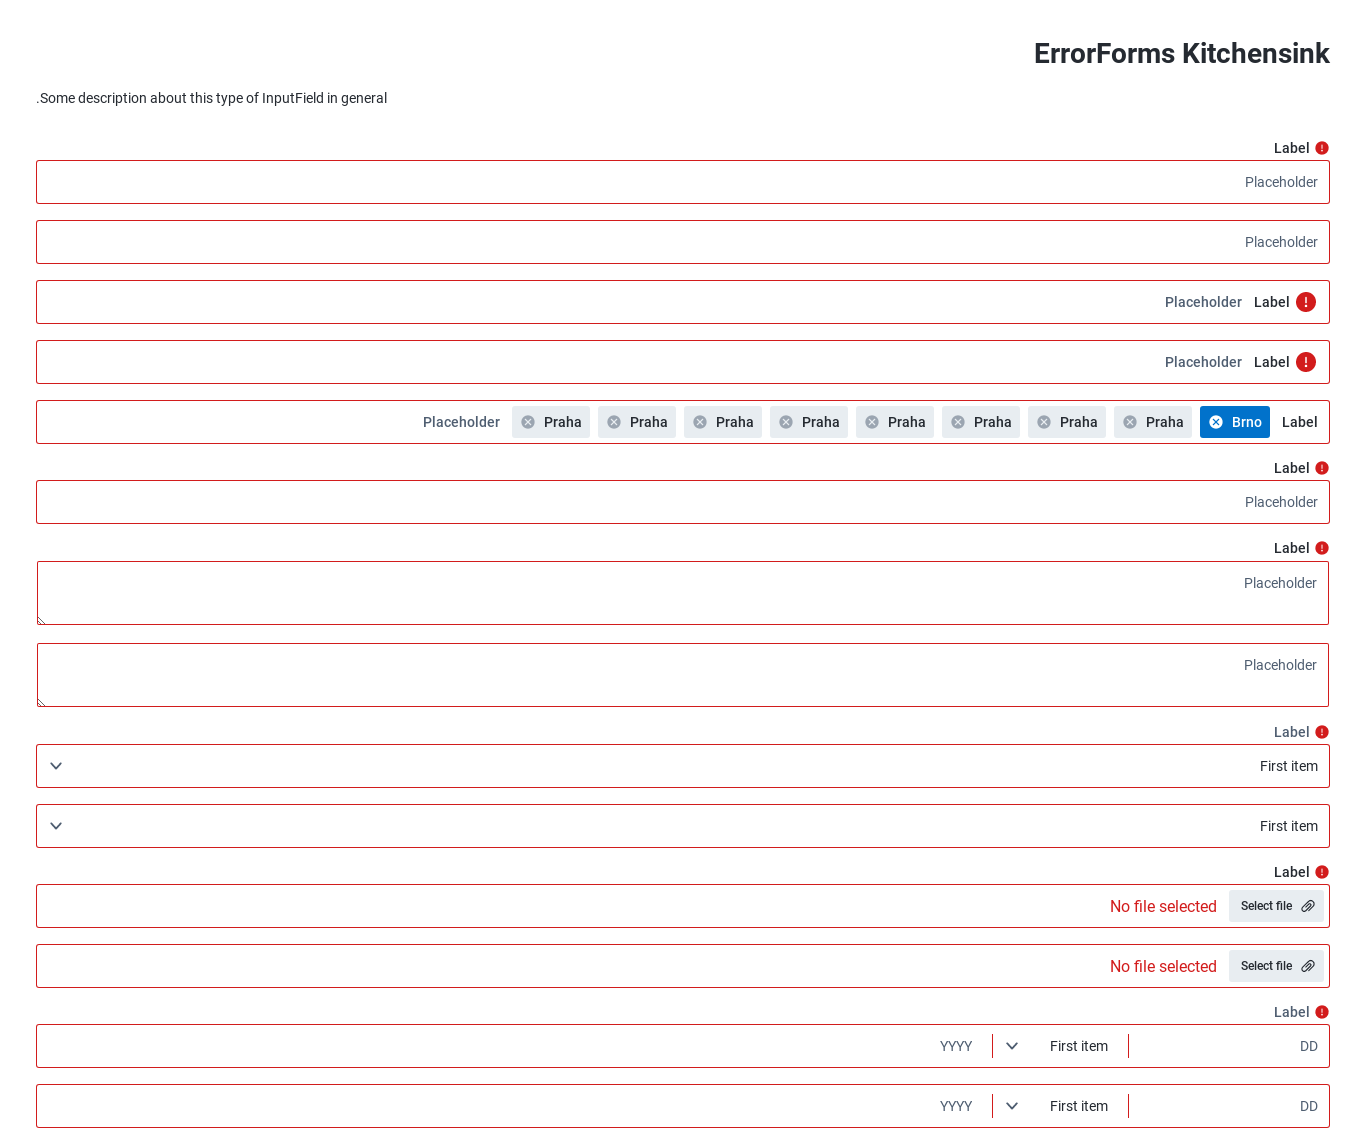 ErrorForms Kitchensink
.Some description about this type of InputField in general
Label
Placeholder
Placeholder
Label Placeholder
Label Placeholder
Label Brno Praha Praha Praha Praha Praha Praha Praha Praha Placeholder
Label
Placeholder
Label
Placeholder
Placeholder
Label
First item
First item
Label
Select file No file selected
Select file No file selected
Label
DD First item YYYY
DD First item YYYY